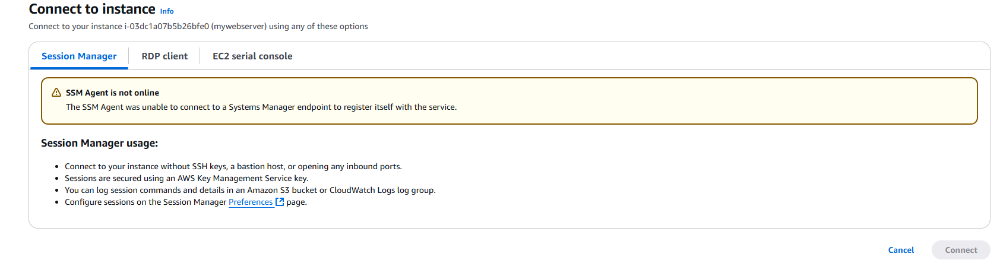 Connect to instance Info
Connect to your instance i-03dc1a07b5b26bfe0 (mywebserver) using any of these options
Session Manager RDP client EC2 serial console
SSM Agent is not online
The SSM Agent was unable to connect to a Systems Manager endpoint to register itself with the service.
Session Manager usage:
Connect to your instance without SSH keys, a bastion host, or opening any inbound ports.
Sessions are secured using an AWS Key Management Service key.
You can log session commands and details in an Amazon S3 bucket or CloudWatch Logs log group.
Configure sessions on the Session Manager Preferences page.
Cancel Connect